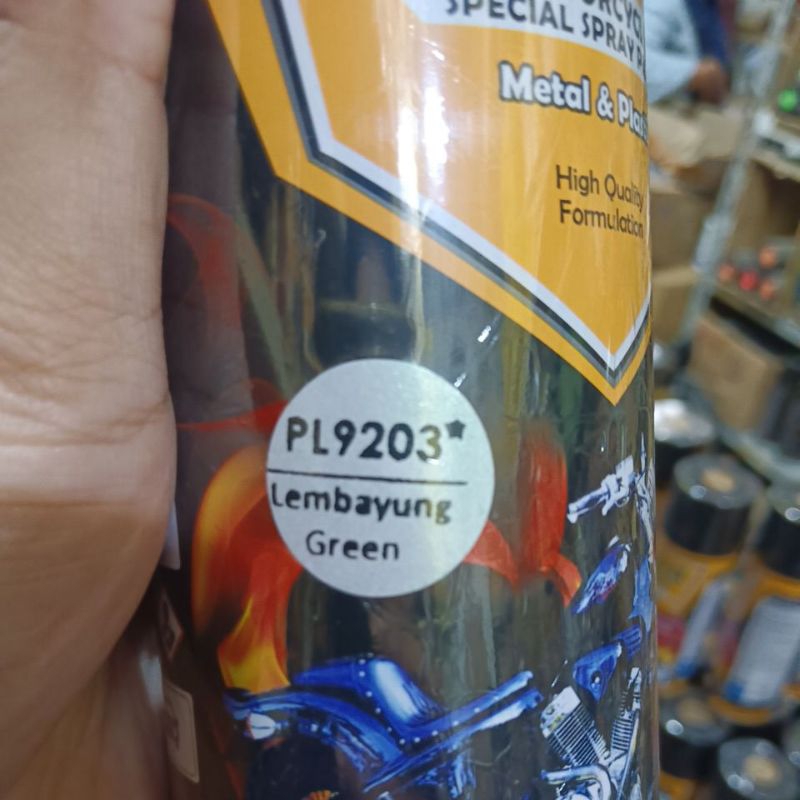 SPECIAL SPRAY
Metal &
High Quality
Formulation
PL9203*
Lembayung
Green